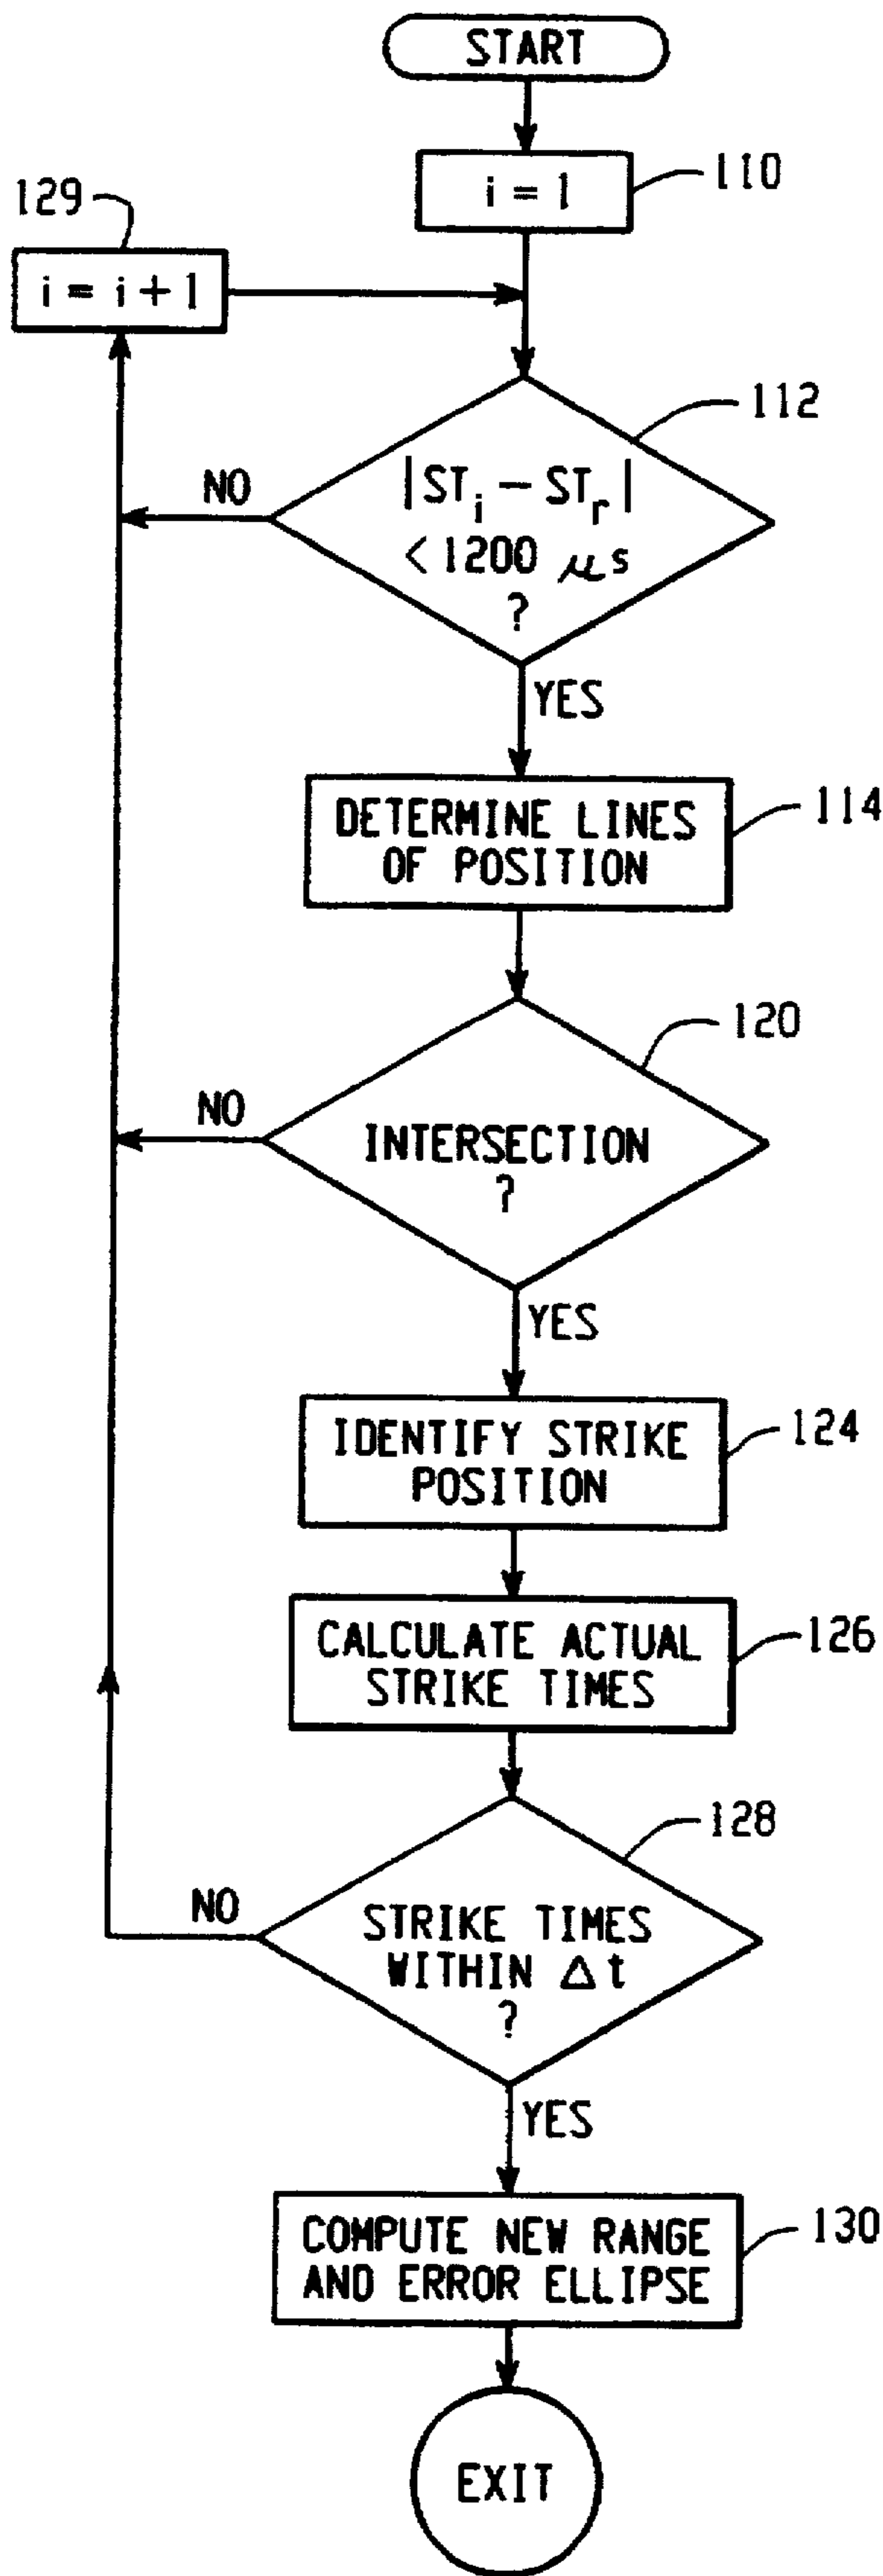 START
i = 1
110
129
i = i + 1
112
|ST_i − ST_r|
< 1200 μs
?
NO
YES
DETERMINE LINES
OF POSITION
114
120
INTERSECTION
?
NO
YES
IDENTIFY STRIKE
POSITION
124
CALCULATE ACTUAL
STRIKE TIMES
126
128
STRIKE TIMES
WITHIN Δt
?
NO
YES
COMPUTE NEW RANGE
AND ERROR ELLIPSE
130
EXIT